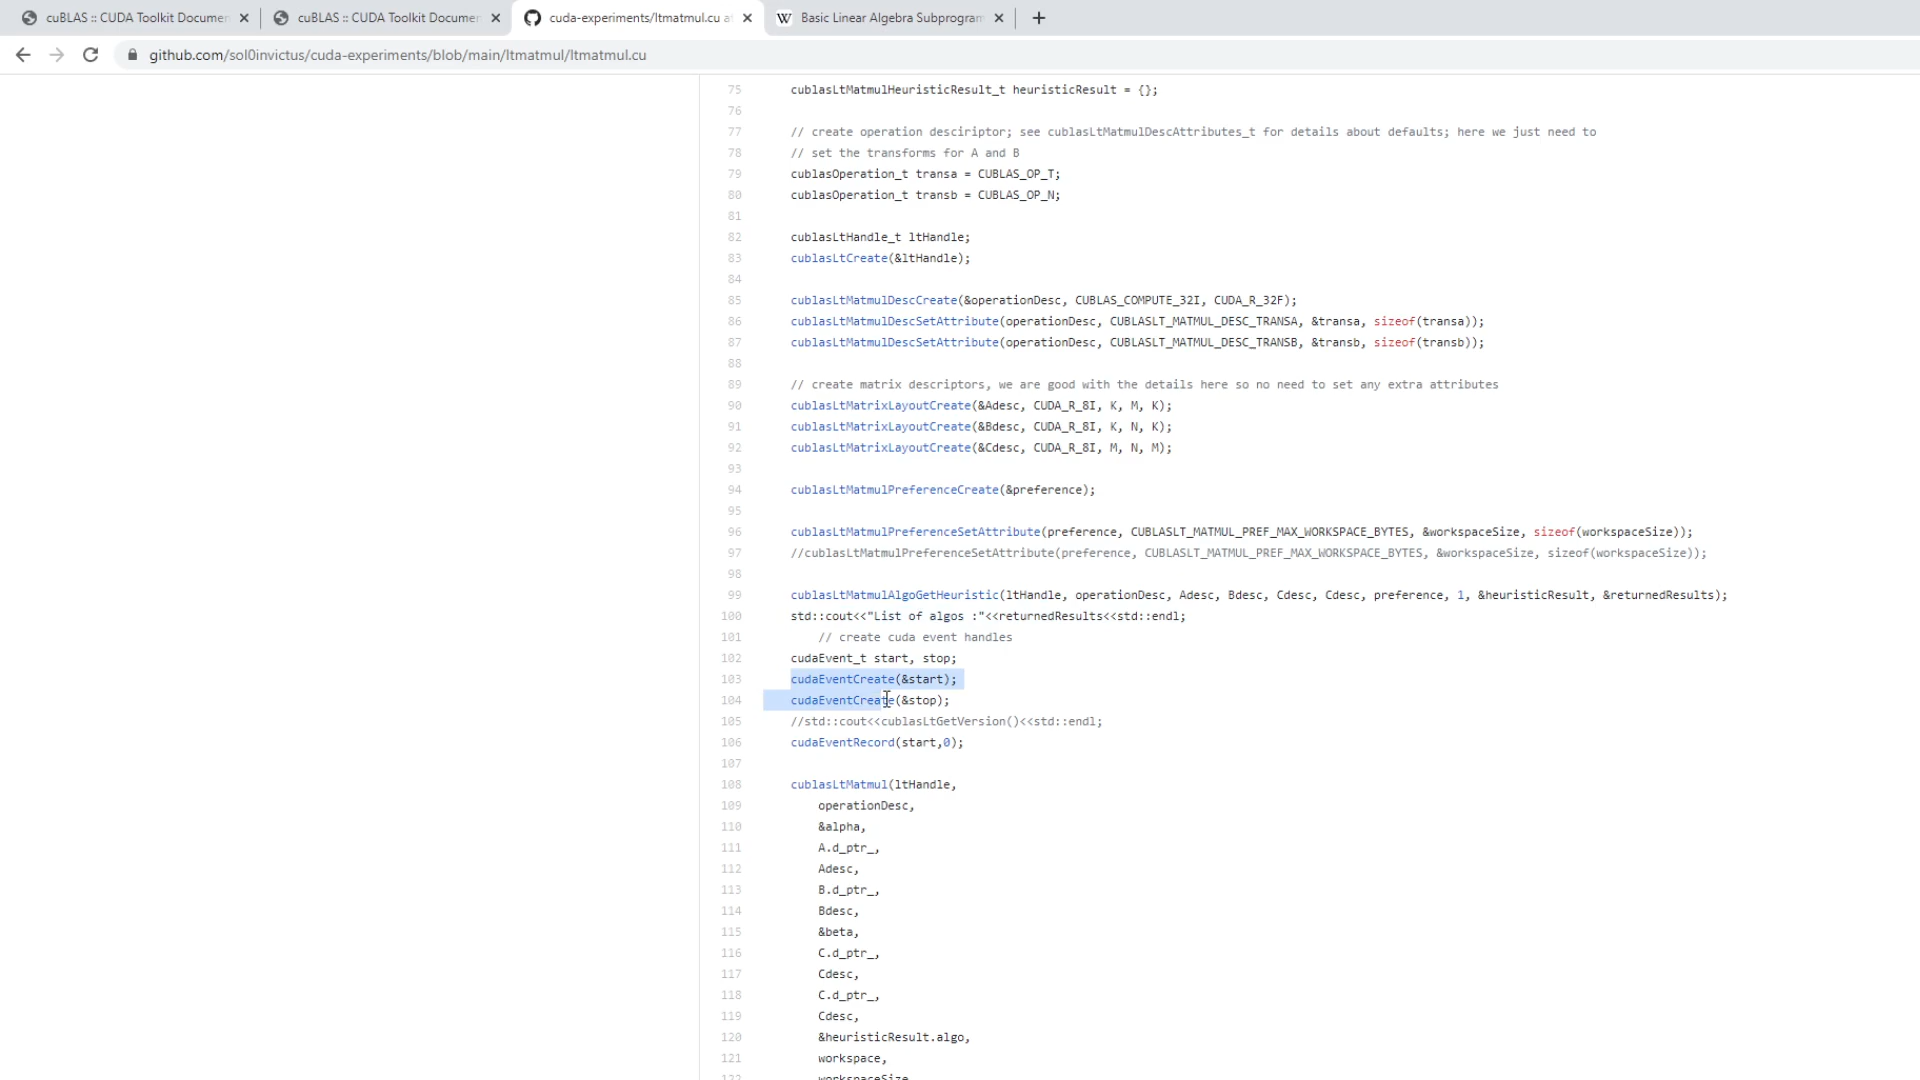 cuBLAS :: CUDA Toolkit Documen
cuBLAS :: CUDA Toolkit Documen
cuda-experiments/ltmatmul.cu at
Basic Linear Algebra Subprogram
github.com/sol0invictus/cuda-experiments/blob/main/ltmatmul/ltmatmul.cu
75 cublasLtMatmulHeuristicResult_t heuristicResult = {};
76
77 // create operation desciriptor; see cublasLtMatmulDescAttributes_t for details about defaults; here we just need to
78 // set the transforms for A and B
79 cublasOperation_t transa = CUBLAS_OP_T;
80 cublasOperation_t transb = CUBLAS_OP_N;
81
82 cublasLtHandle_t ltHandle;
83 cublasLtCreate(&ltHandle);
84
85 cublasLtMatmulDescCreate(&operationDesc, CUBLAS_COMPUTE_32I, CUDA_R_32F);
86 cublasLtMatmulDescSetAttribute(operationDesc, CUBLASLT_MATMUL_DESC_TRANSA, &transa, sizeof(transa));
87 cublasLtMatmulDescSetAttribute(operationDesc, CUBLASLT_MATMUL_DESC_TRANSB, &transb, sizeof(transb));
88
89 // create matrix descriptors, we are good with the details here so no need to set any extra attributes
90 cublasLtMatrixLayoutCreate(&Adesc, CUDA_R_8I, K, M, K);
91 cublasLtMatrixLayoutCreate(&Bdesc, CUDA_R_8I, K, N, K);
92 cublasLtMatrixLayoutCreate(&Cdesc, CUDA_R_8I, M, N, M);
93
94 cublasLtMatmulPreferenceCreate(&preference);
95
96 cublasLtMatmulPreferenceSetAttribute(preference, CUBLASLT_MATMUL_PREF_MAX_WORKSPACE_BYTES, &workspaceSize, sizeof(workspaceSize));
97 //cublasLtMatmulPreferenceSetAttribute(preference, CUBLASLT_MATMUL_PREF_MAX_WORKSPACE_BYTES, &workspaceSize, sizeof(workspaceSize));
98
99 cublasLtMatmulAlgoGetHeuristic(ltHandle, operationDesc, Adesc, Bdesc, Cdesc, Cdesc, preference, 1, &heuristicResult, &returnedResults);
100 std::cout<<"List of algos :"<<returnedResults<<std::endl;
101 // create cuda event handles
102 cudaEvent_t start, stop;
103 cudaEventCreate(&start);
104 cudaEventCreate(&stop);
105 //std::cout<<cublasLtGetVersion()<<std::endl;
106 cudaEventRecord(start,0);
107
108 cublasLtMatmul(ltHandle,
109 operationDesc,
110 &alpha,
111 A.d_ptr_,
112 Adesc,
113 B.d_ptr_,
114 Bdesc,
115 &beta,
116 C.d_ptr_,
117 Cdesc,
118 C.d_ptr_,
119 Cdesc,
120 &heuristicResult.algo,
121 workspace,
122 workspaceSize